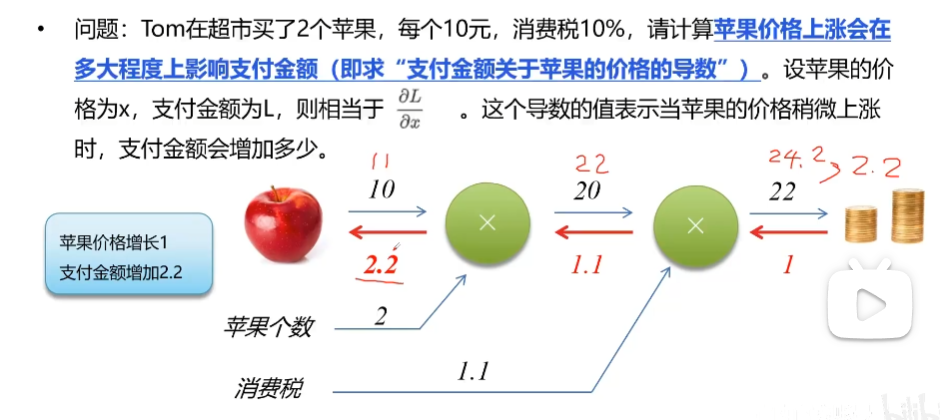 • 问题：Tom在超市买了2个苹果，每个10元，消费税10%，请计算苹果价格上涨会在
多大程度上影响支付金额（即求“支付金额关于苹果的价格的导数”）。设苹果的价
格为x，支付金额为L，则相当于 ∂L/∂x 。这个导数的值表示当苹果的价格稍微上涨
时，支付金额会增加多少。
11 22 24.2, 2.2
10 20 22
× ×
苹果价格增长1
支付金额增加2.2
2.2 1.1 1
苹果个数 2
消费税 1.1
bilibili